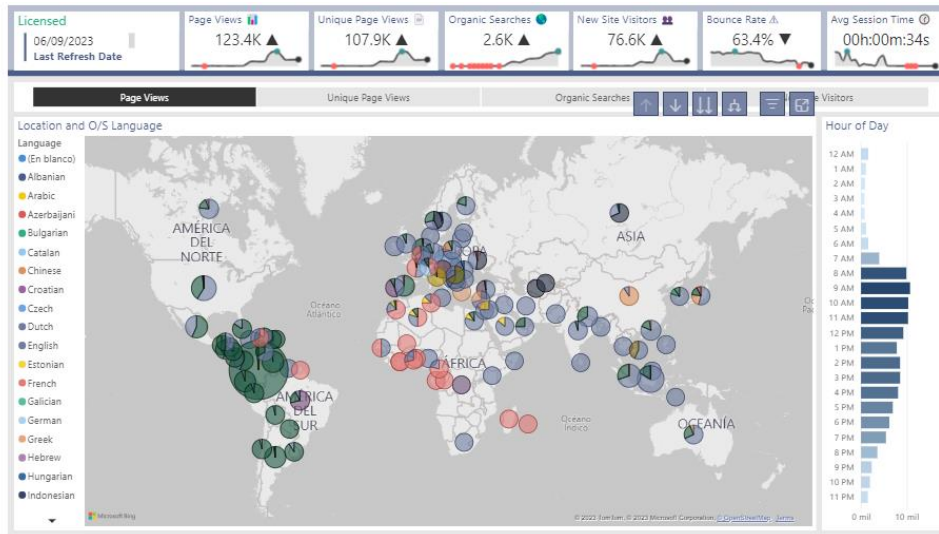 Licensed
06/09/2023
Last Refresh Date
Page Views
123.4K ▲
Unique Page Views
107.9K ▲
Organic Searches
2.6K ▲
New Site Visitors
76.6K ▲
Bounce Rate
63.4% ▼
Avg Session Time
00h:00m:34s
Page Views
Unique Page Views
Organic Searches
Visitors
Location and O/S Language
Language
(En blanco)
Albanian
Arabic
Azerbaijani
Bulgarian
Catalan
Chinese
Croatian
Czech
Dutch
English
Estonian
French
Galician
German
Greek
Hebrew
Hungarian
Indonesian
AMÉRICA
DEL
NORTE
ASIA
Océano
Atlántico
ÁFRICA
AMÉRICA
DEL
SUR
Océano
Índico
OCEANÍA
Microsoft Bing
© 2023 TomTom, © 2023 Microsoft Corporation, © OpenStreetMap Terms
Hour of Day
12 AM
1 AM
2 AM
3 AM
4 AM
5 AM
6 AM
7 AM
8 AM
9 AM
10 AM
11 AM
12 PM
1 PM
2 PM
3 PM
4 PM
5 PM
6 PM
7 PM
8 PM
9 PM
10 PM
11 PM
0 mil
10 mil